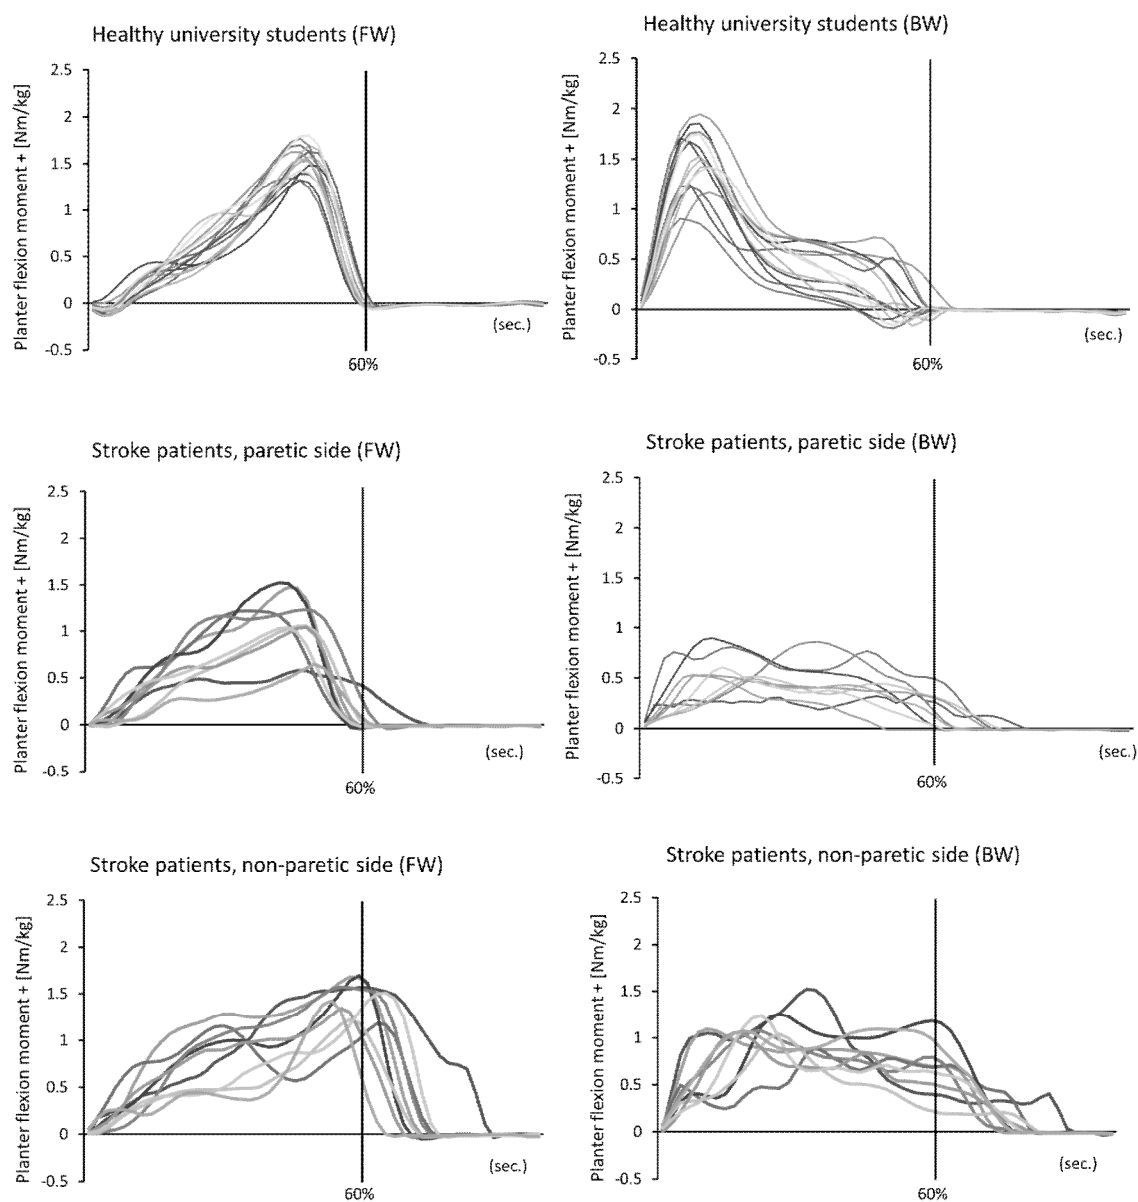 Healthy university students (FW)
Planter flexion moment + [Nm/kg]
2.5
2
1.5
1
0.5
0
-0.5
(sec.)
60%
Healthy university students (BW)
Planter flexion moment + [Nm/kg]
2.5
2
1.5
1
0.5
0
-0.5
(sec.)
60%
Stroke patients, paretic side (FW)
Planter flexion moment + [Nm/kg]
2.5
2
1.5
1
0.5
0
-0.5
(sec.)
60%
Stroke patients, paretic side (BW)
Planter flexion moment + [Nm/kg]
2.5
2
1.5
1
0.5
0
-0.5
(sec.)
60%
Stroke patients, non-paretic side (FW)
Planter flexion moment + [Nm/kg]
2.5
2
1.5
1
0.5
0
-0.5
(sec.)
60%
Stroke patients, non-paretic side (BW)
Planter flexion moment + [Nm/kg]
2.5
2
1.5
1
0.5
0
-0.5
(sec.)
60%